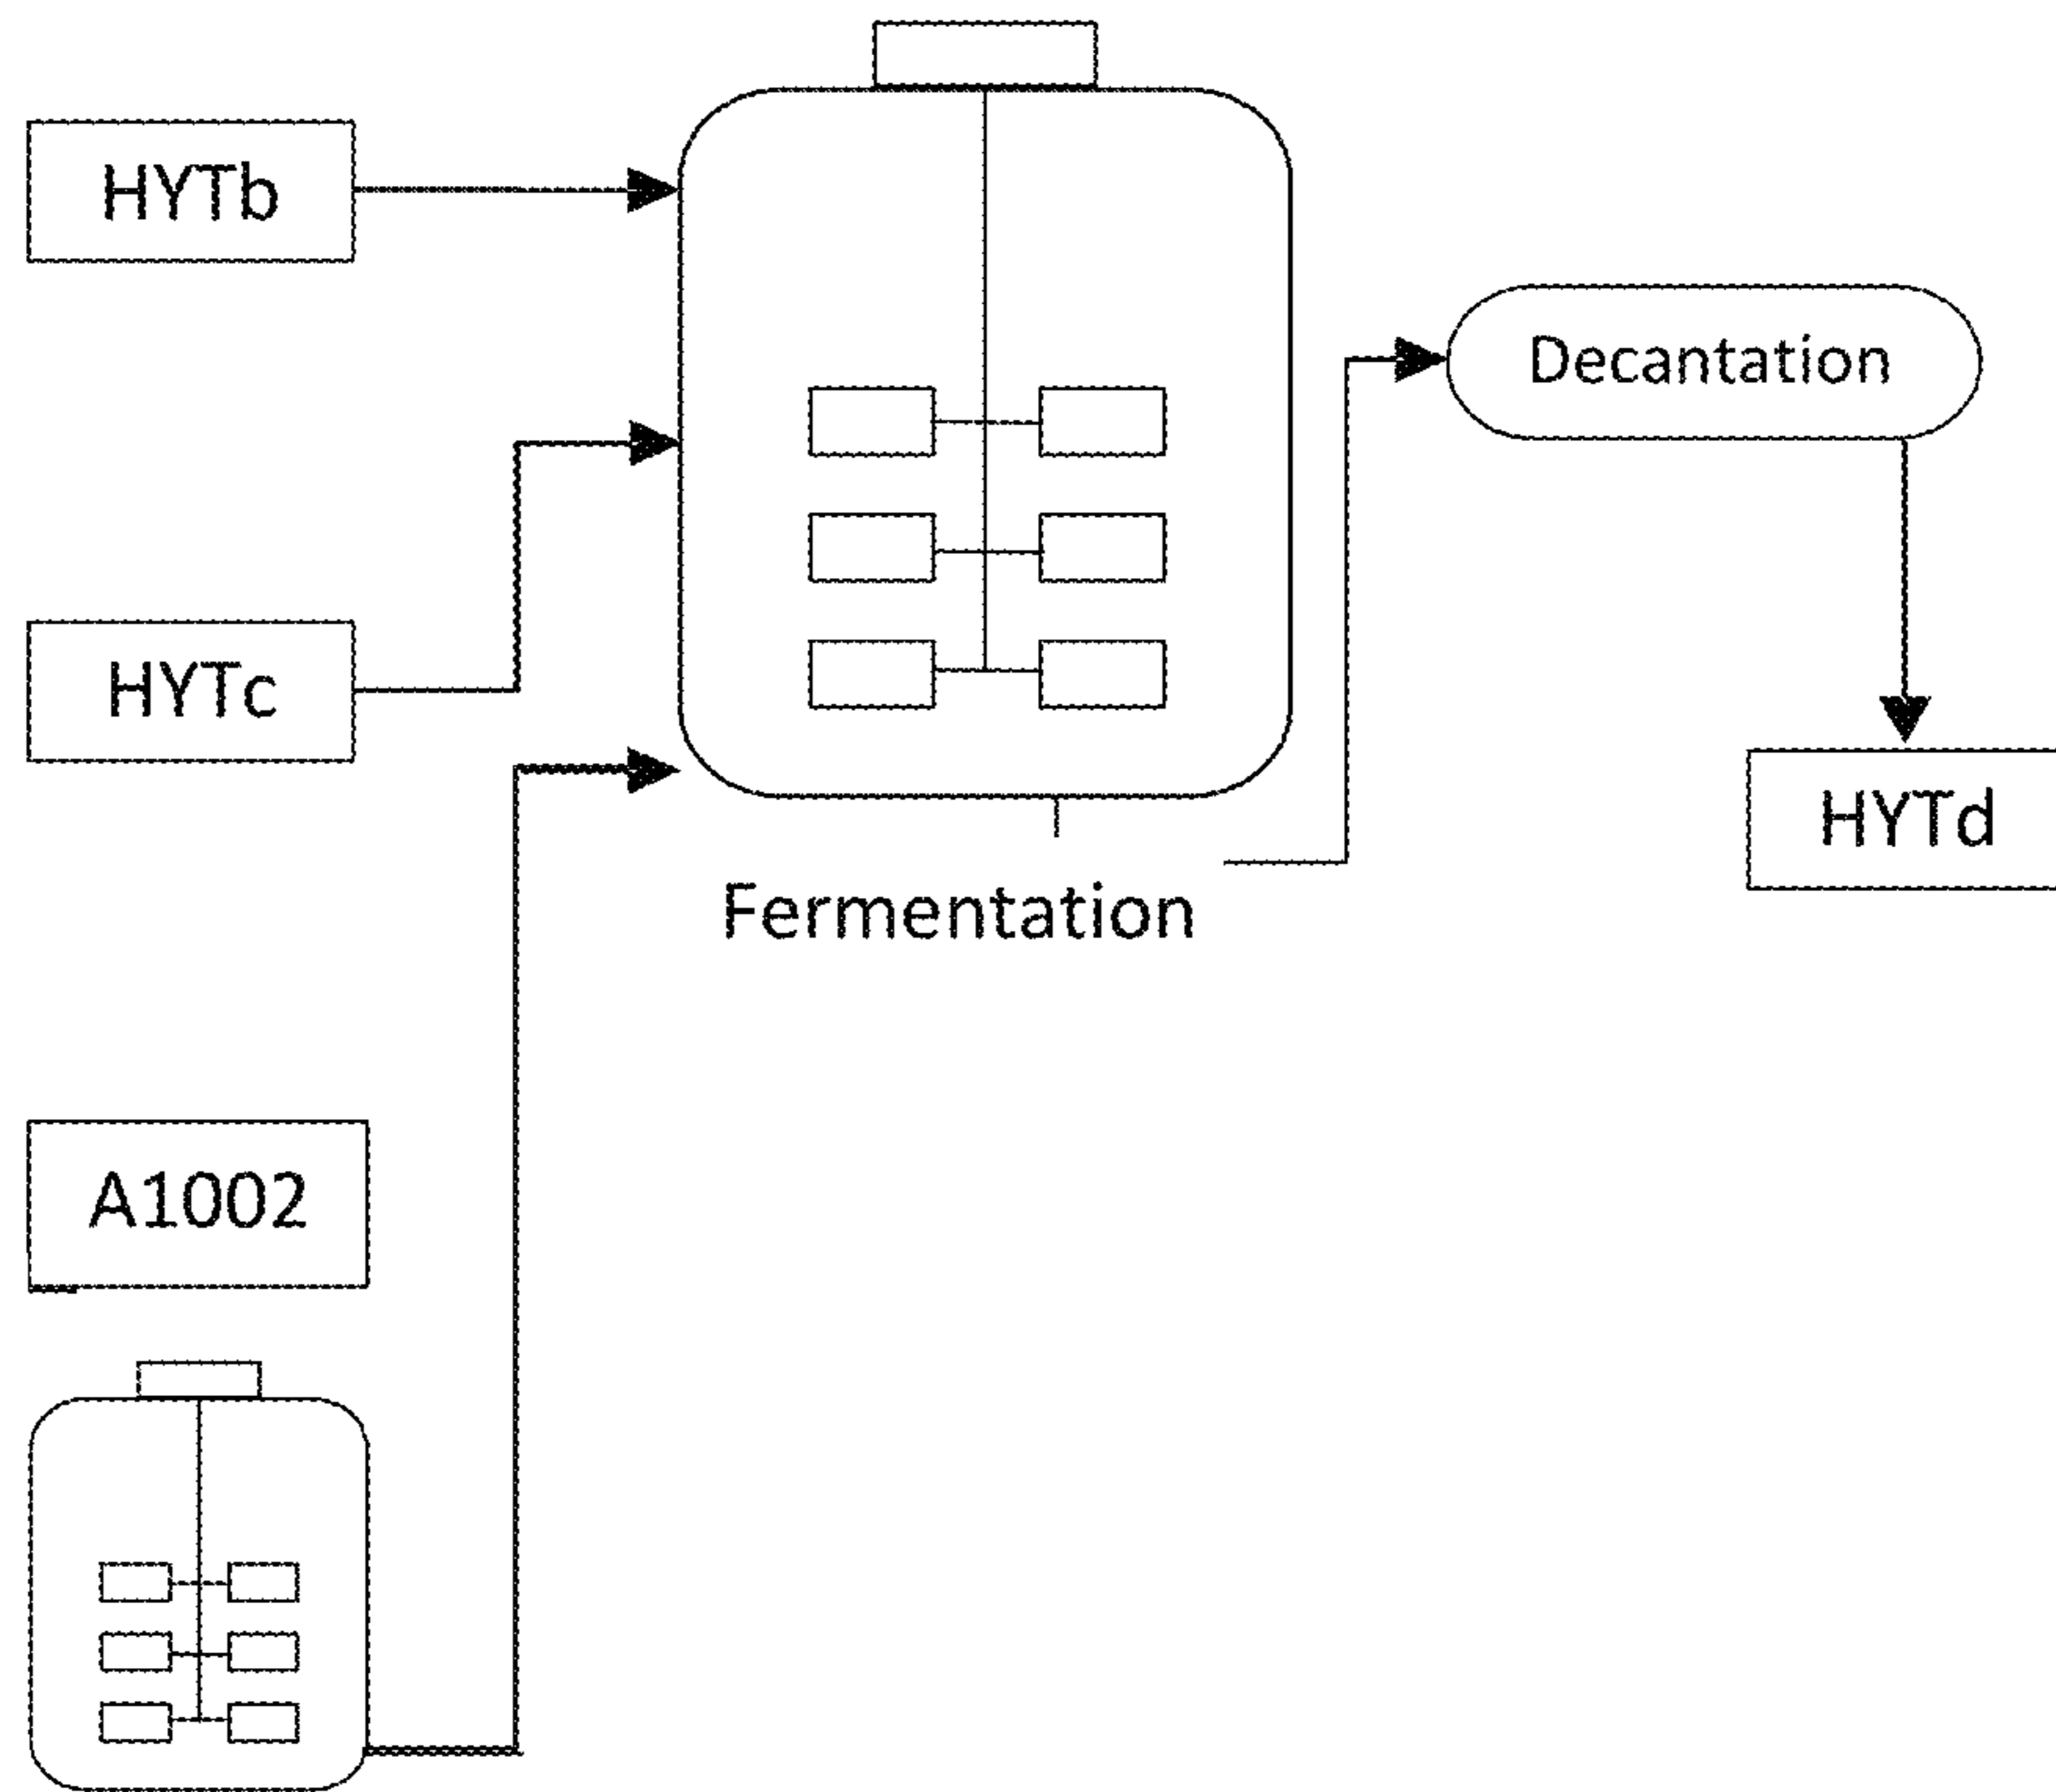 HYTb
Decantation
HYTc
HYTd
Fermentation
A1002